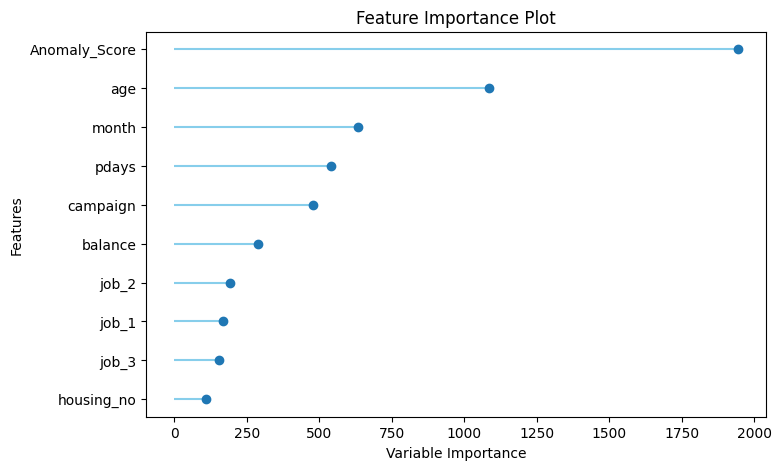 Feature Importance Plot
Anomaly_Score
age
month
pdays
campaign
balance
job_2
job_1
job_3
housing_no
Features
0 250 500 750 1000 1250 1500 1750 2000
Variable Importance